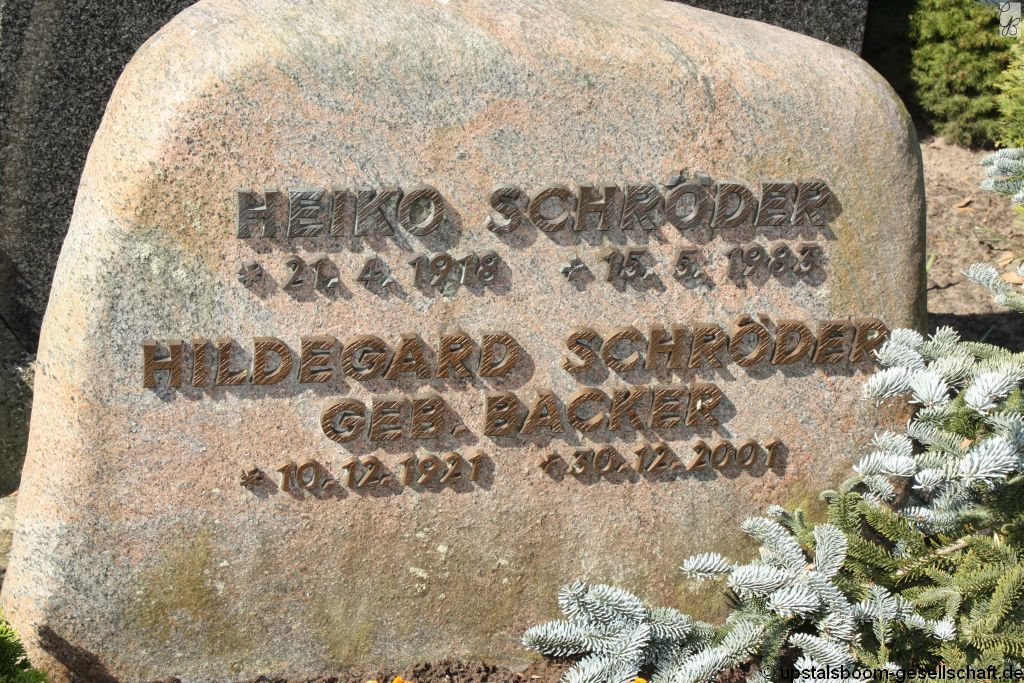 HEIKO SCHRÖDER
* 21. 4. 1918 † 15. 5. 1983
HILDEGARD SCHRÖDER
GEB. BACKER
* 10. 12. 1921 † 30. 12. 2001
© upstalsboom-gesellschaft.de